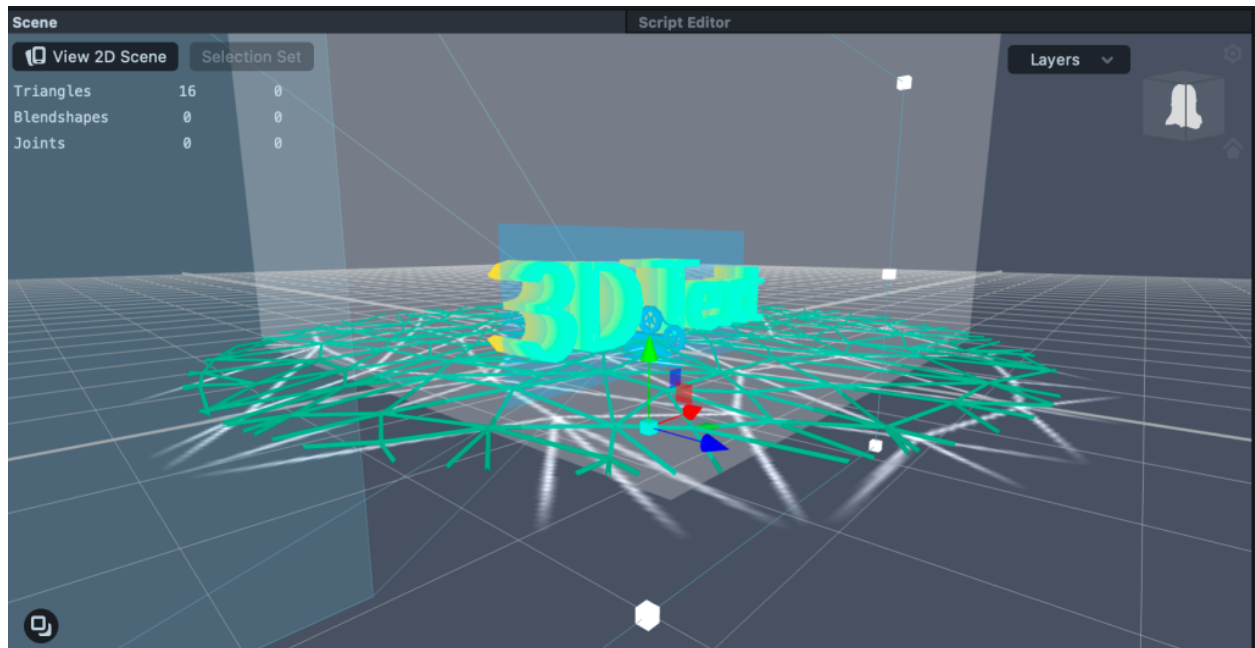 Scene Script Editor
View 2D Scene Selection Set Layers
Triangles 16 0
Blendshapes 0 0
Joints 0 0
3D Text